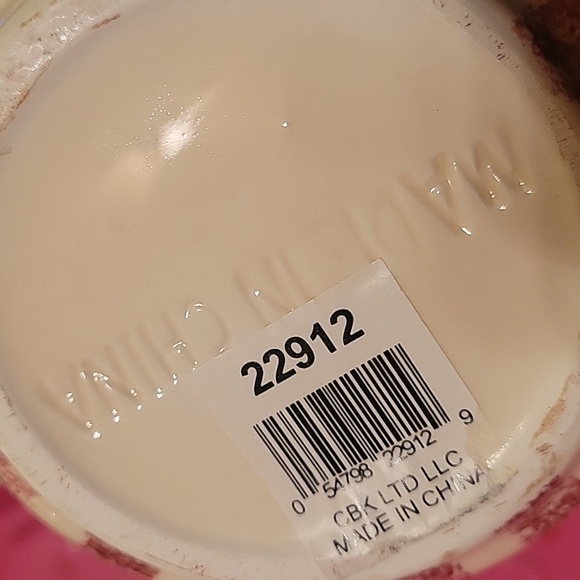 MADE IN CHINA
22912
0 54798 22912 9
CBK LTD LLC
MADE IN CHINA